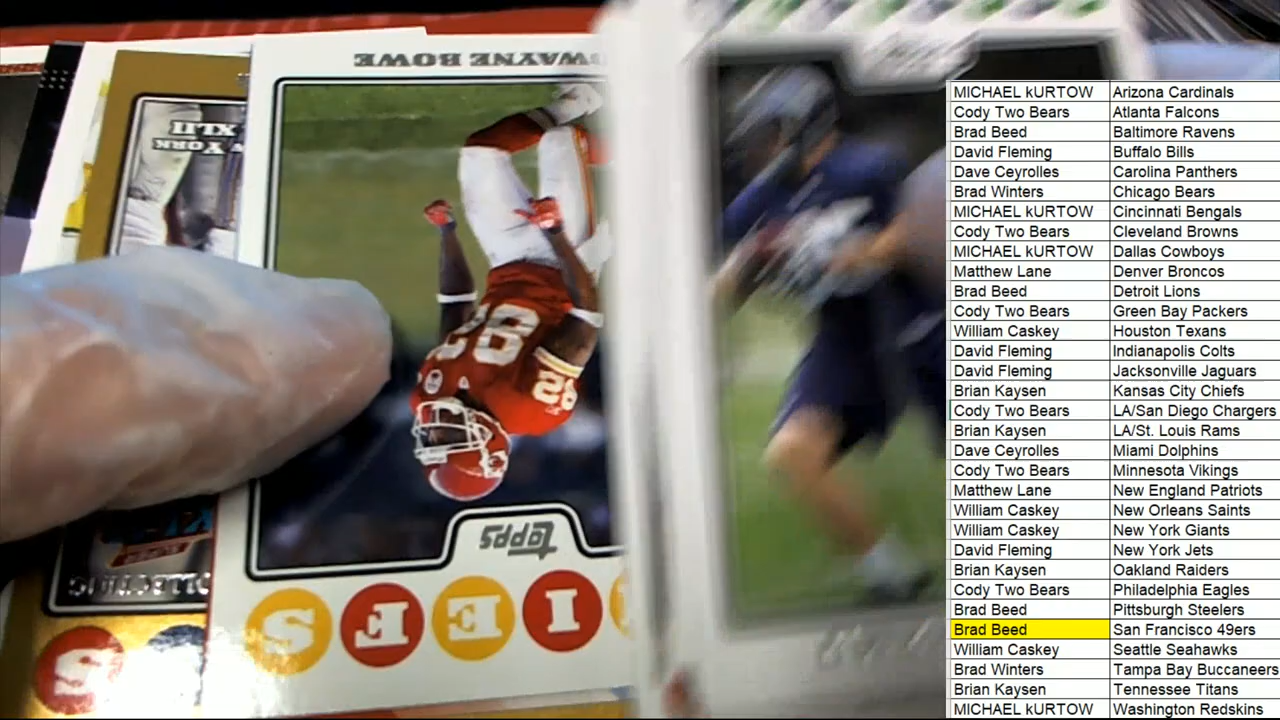 DWAYNE BOWE
XLII
W YORK
82
82
Topps
IEFS
S
MICHAEL kURTOW Arizona Cardinals
Cody Two Bears Atlanta Falcons
Brad Beed Baltimore Ravens
David Fleming Buffalo Bills
Dave Ceyrolles Carolina Panthers
Brad Winters Chicago Bears
MICHAEL kURTOW Cincinnati Bengals
Cody Two Bears Cleveland Browns
MICHAEL kURTOW Dallas Cowboys
Matthew Lane Denver Broncos
Brad Beed Detroit Lions
Cody Two Bears Green Bay Packers
William Caskey Houston Texans
David Fleming Indianapolis Colts
David Fleming Jacksonville Jaguars
Brian Kaysen Kansas City Chiefs
Cody Two Bears LA/San Diego Chargers
Brian Kaysen LA/St. Louis Rams
Dave Ceyrolles Miami Dolphins
Cody Two Bears Minnesota Vikings
Matthew Lane New England Patriots
William Caskey New Orleans Saints
William Caskey New York Giants
David Fleming New York Jets
Brian Kaysen Oakland Raiders
Cody Two Bears Philadelphia Eagles
Brad Beed Pittsburgh Steelers
Brad Beed San Francisco 49ers
William Caskey Seattle Seahawks
Brad Winters Tampa Bay Buccaneers
Brian Kaysen Tennessee Titans
MICHAEL kURTOW Washington Redskins